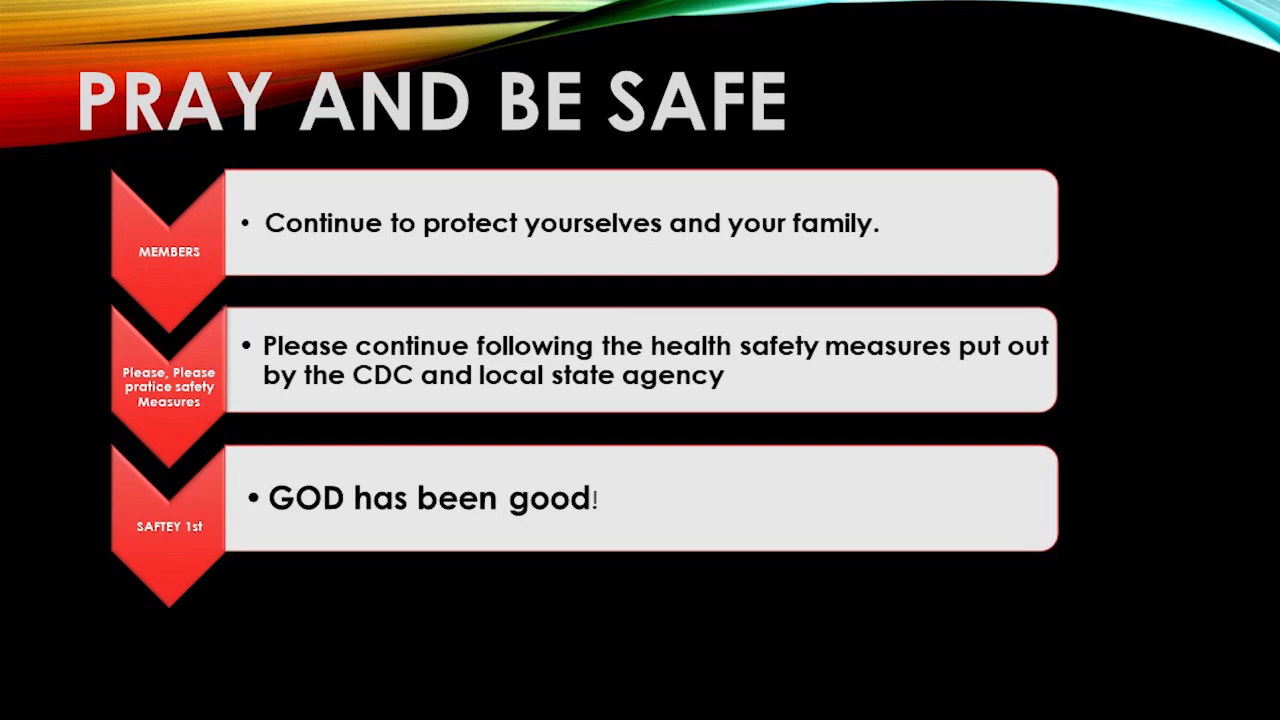 PRAY AND BE SAFE
MEMBERS
• Continue to protect yourselves and your family.
Please, Please
pratice safety
Measures
• Please continue following the health safety measures put out
by the CDC and local state agency
SAFTEY 1st
• GOD has been good!